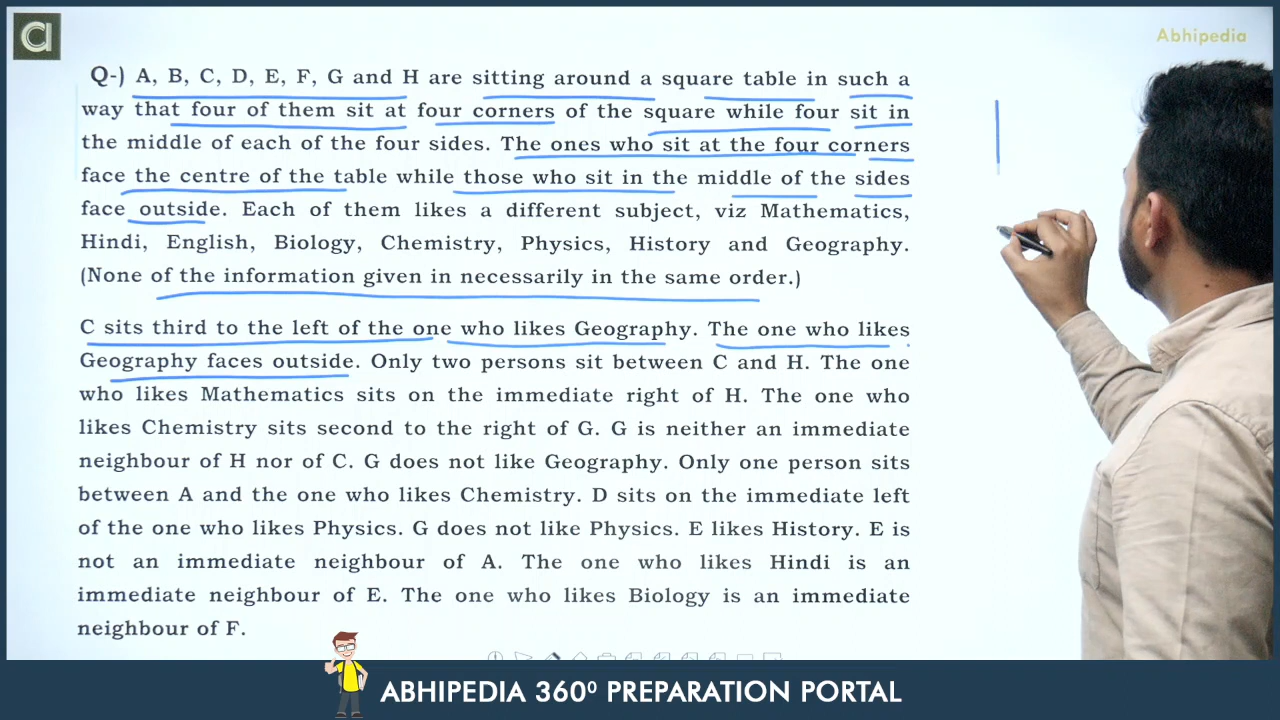 Abhipedia
Q-) A, B, C, D, E, F, G and H are sitting around a square table in such a
way that four of them sit at four corners of the square while four sit in
the middle of each of the four sides. The ones who sit at the four corners
face the centre of the table while those who sit in the middle of the sides
face outside. Each of them likes a different subject, viz Mathematics,
Hindi, English, Biology, Chemistry, Physics, History and Geography.
(None of the information given in necessarily in the same order.)
C sits third to the left of the one who likes Geography. The one who likes
Geography faces outside. Only two persons sit between C and H. The one
who likes Mathematics sits on the immediate right of H. The one who
likes Chemistry sits second to the right of G. G is neither an immediate
neighbour of H nor of C. G does not like Geography. Only one person sits
between A and the one who likes Chemistry. D sits on the immediate left
of the one who likes Physics. G does not like Physics. E likes History. E is
not an immediate neighbour of A. The one who likes Hindi is an
immediate neighbour of E. The one who likes Biology is an immediate
neighbour of F.
ABHIPEDIA 360⁰ PREPARATION PORTAL